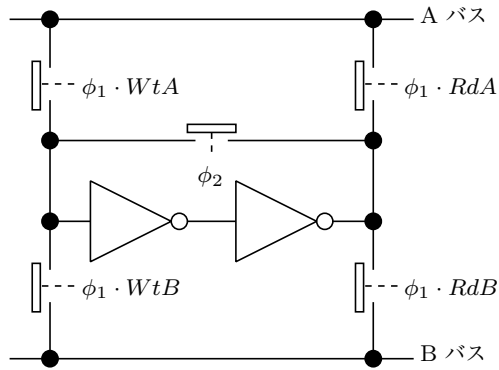 A バス
ϕ₁ · WtA
ϕ₁ · RdA
ϕ₂
ϕ₁ · WtB
ϕ₁ · RdB
B バス